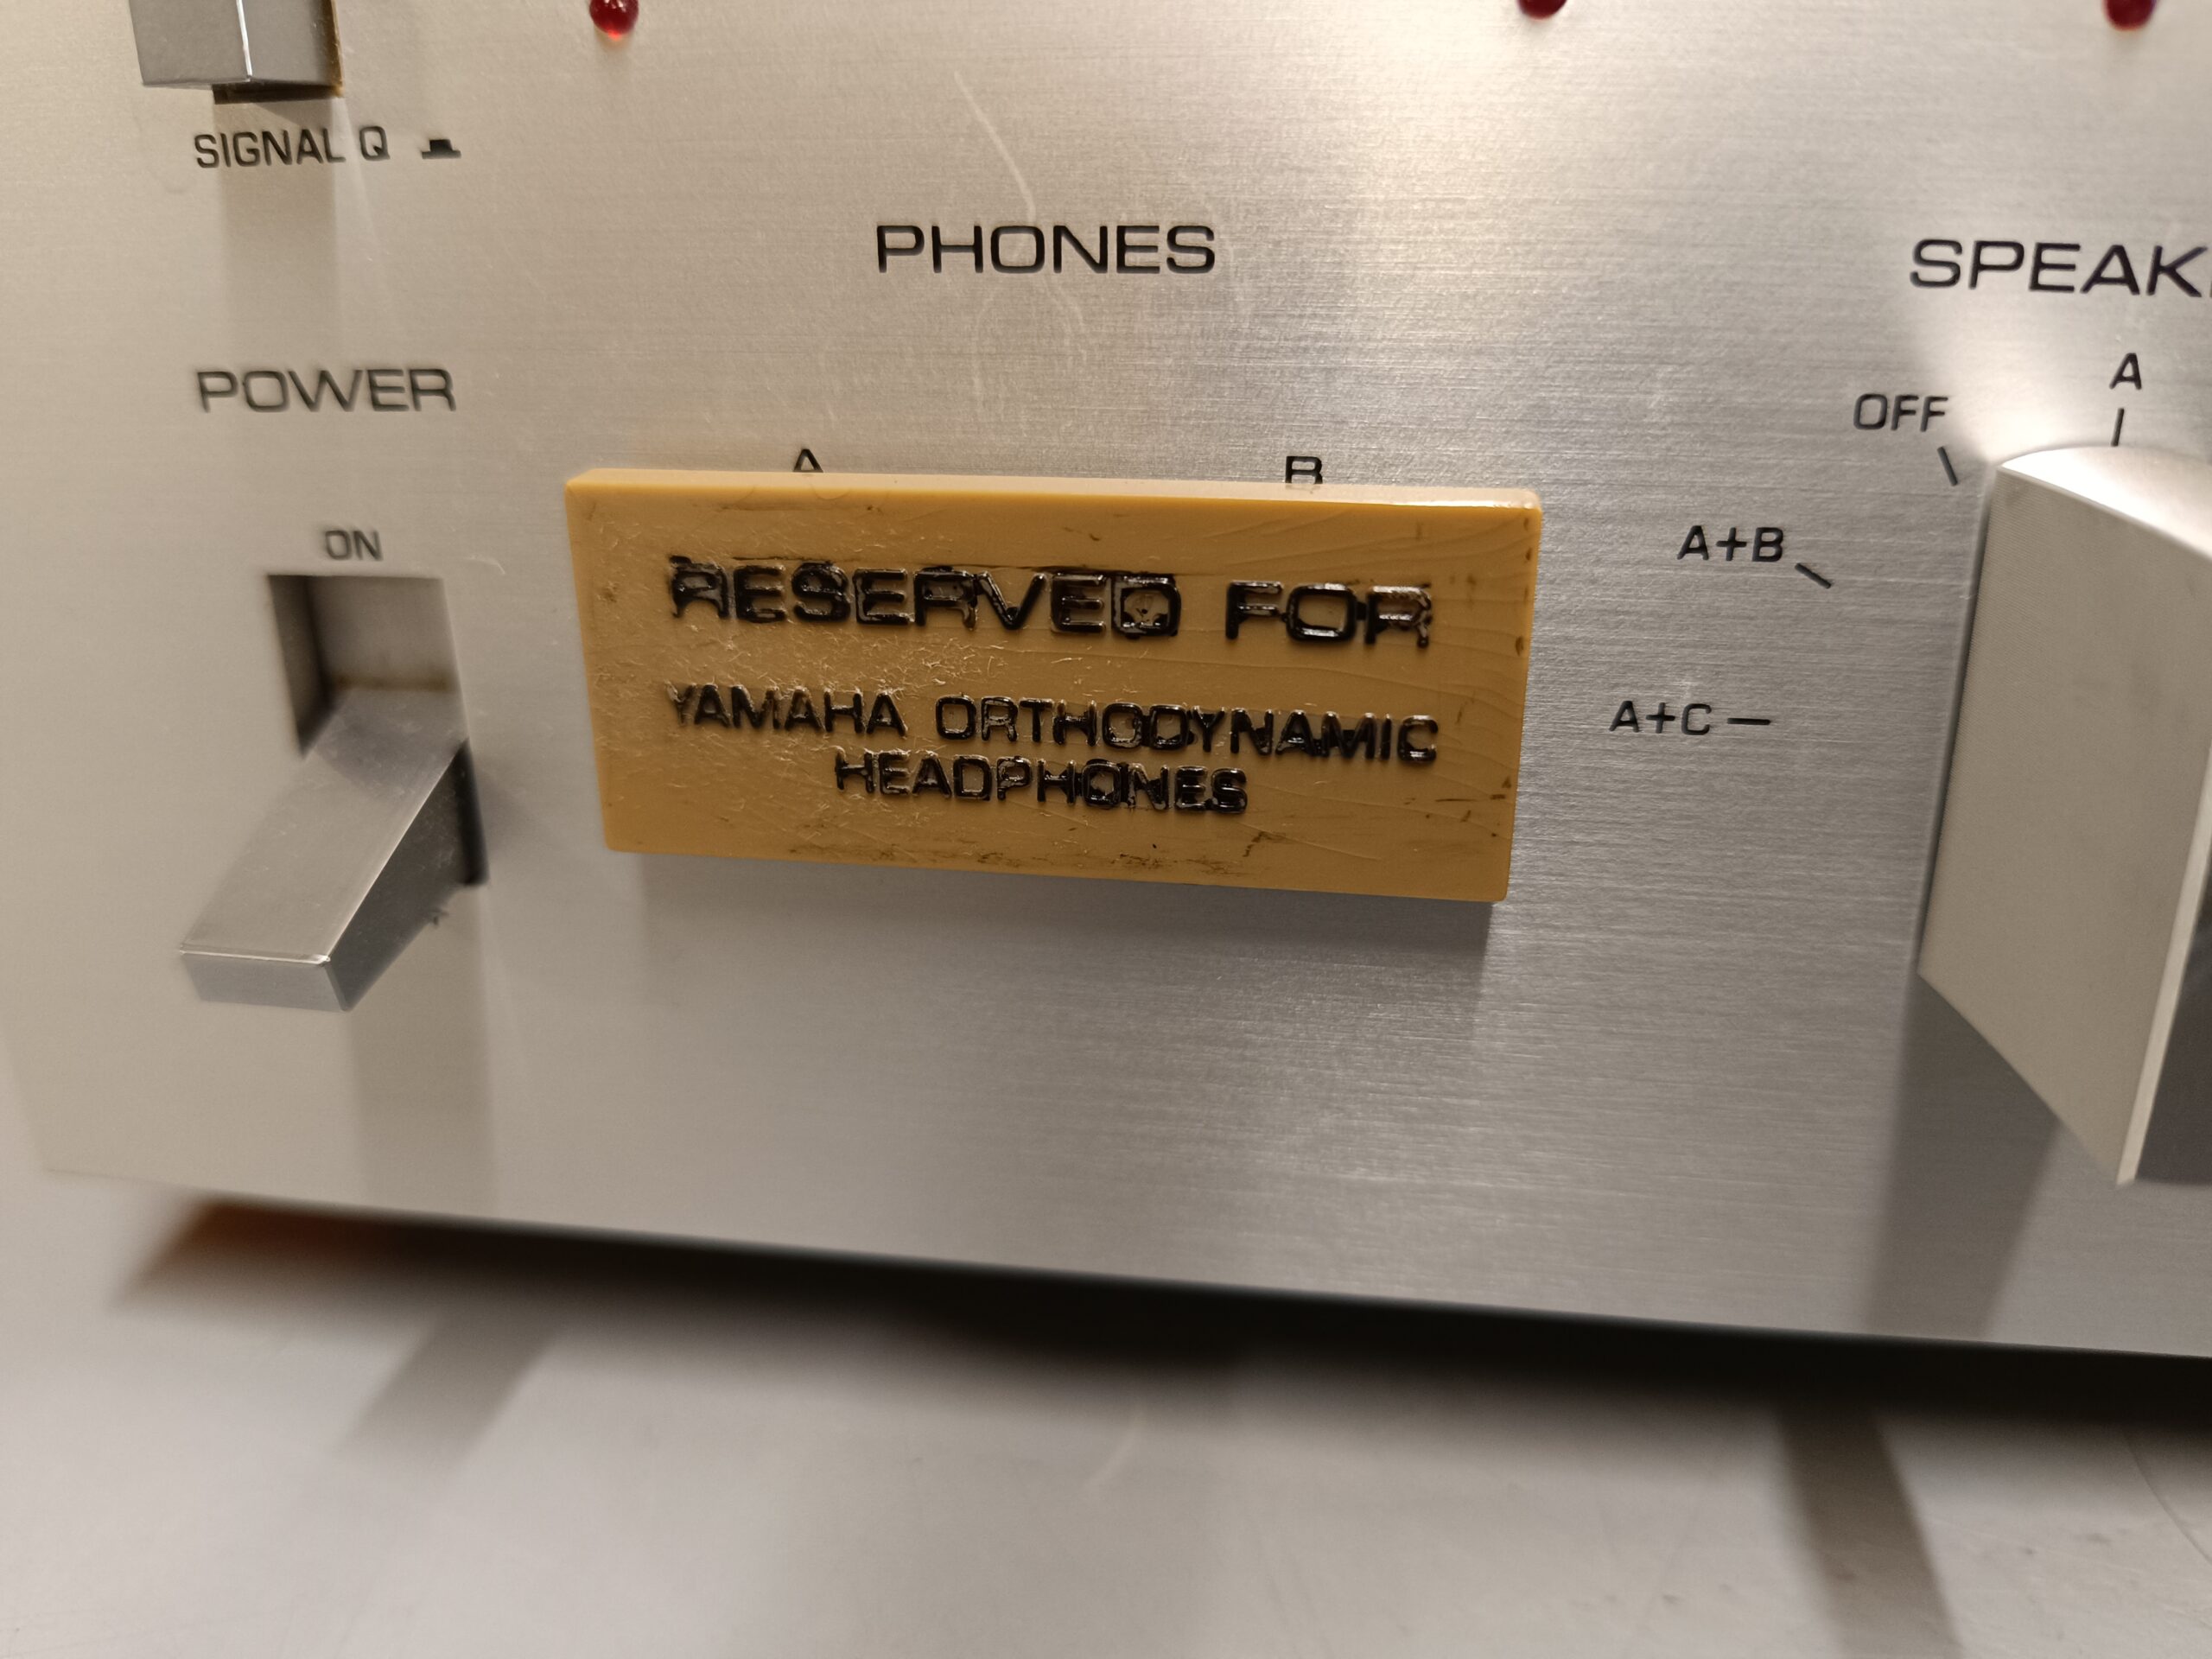 SIGNAL Q
PHONES
SPEAK
POWER
A
OFF
A
B
ON
A+B
RESERVED FOR
YAMAHA ORTHODYNAMIC
HEADPHONES
A+C